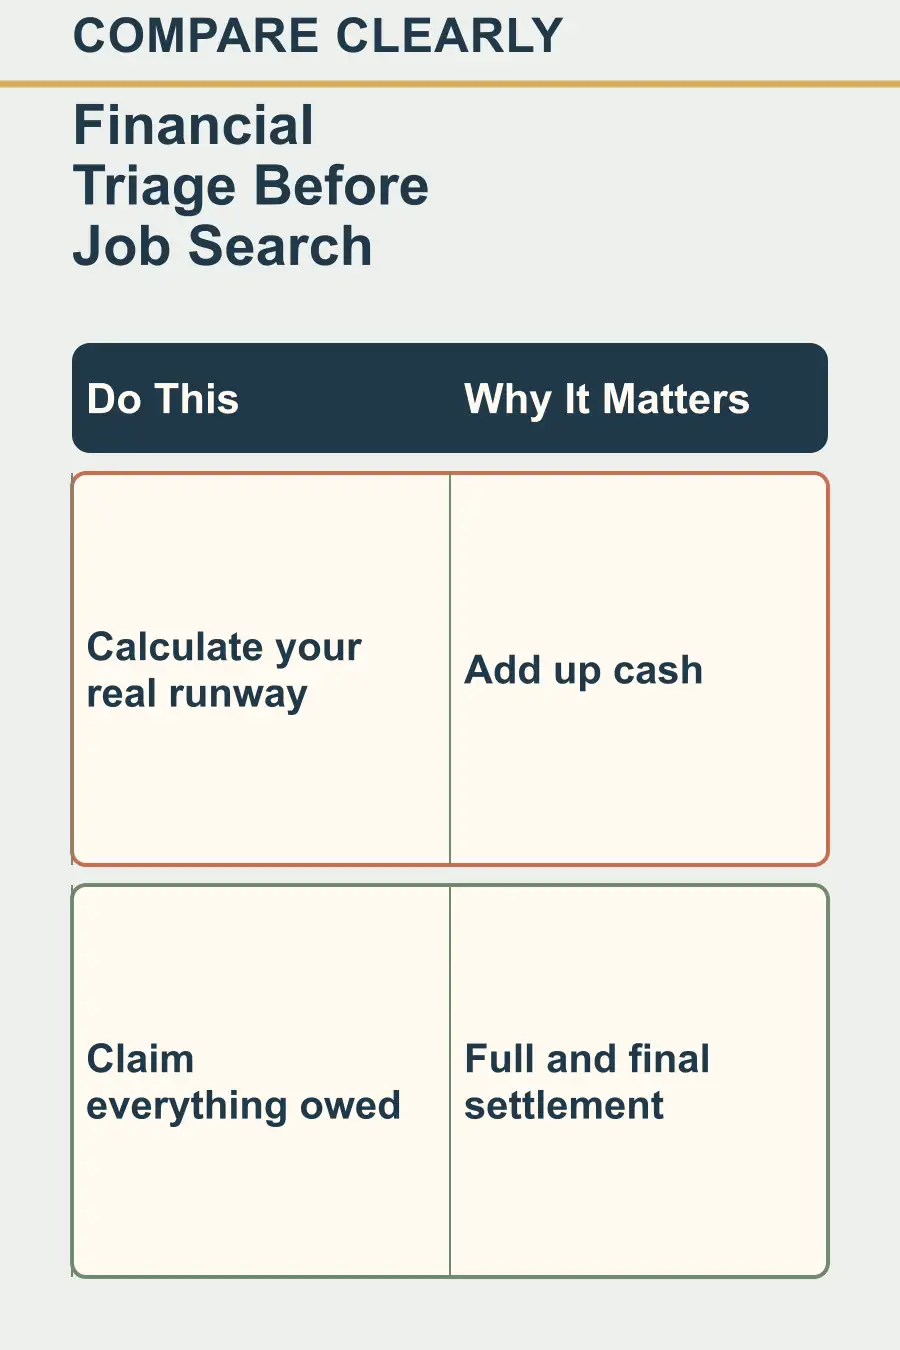 COMPARE CLEARLY
Financial
Triage Before
Job Search
Do This
Why It Matters
Calculate your
real runway
Add up cash
Claim
everything owed
Full and final
settlement